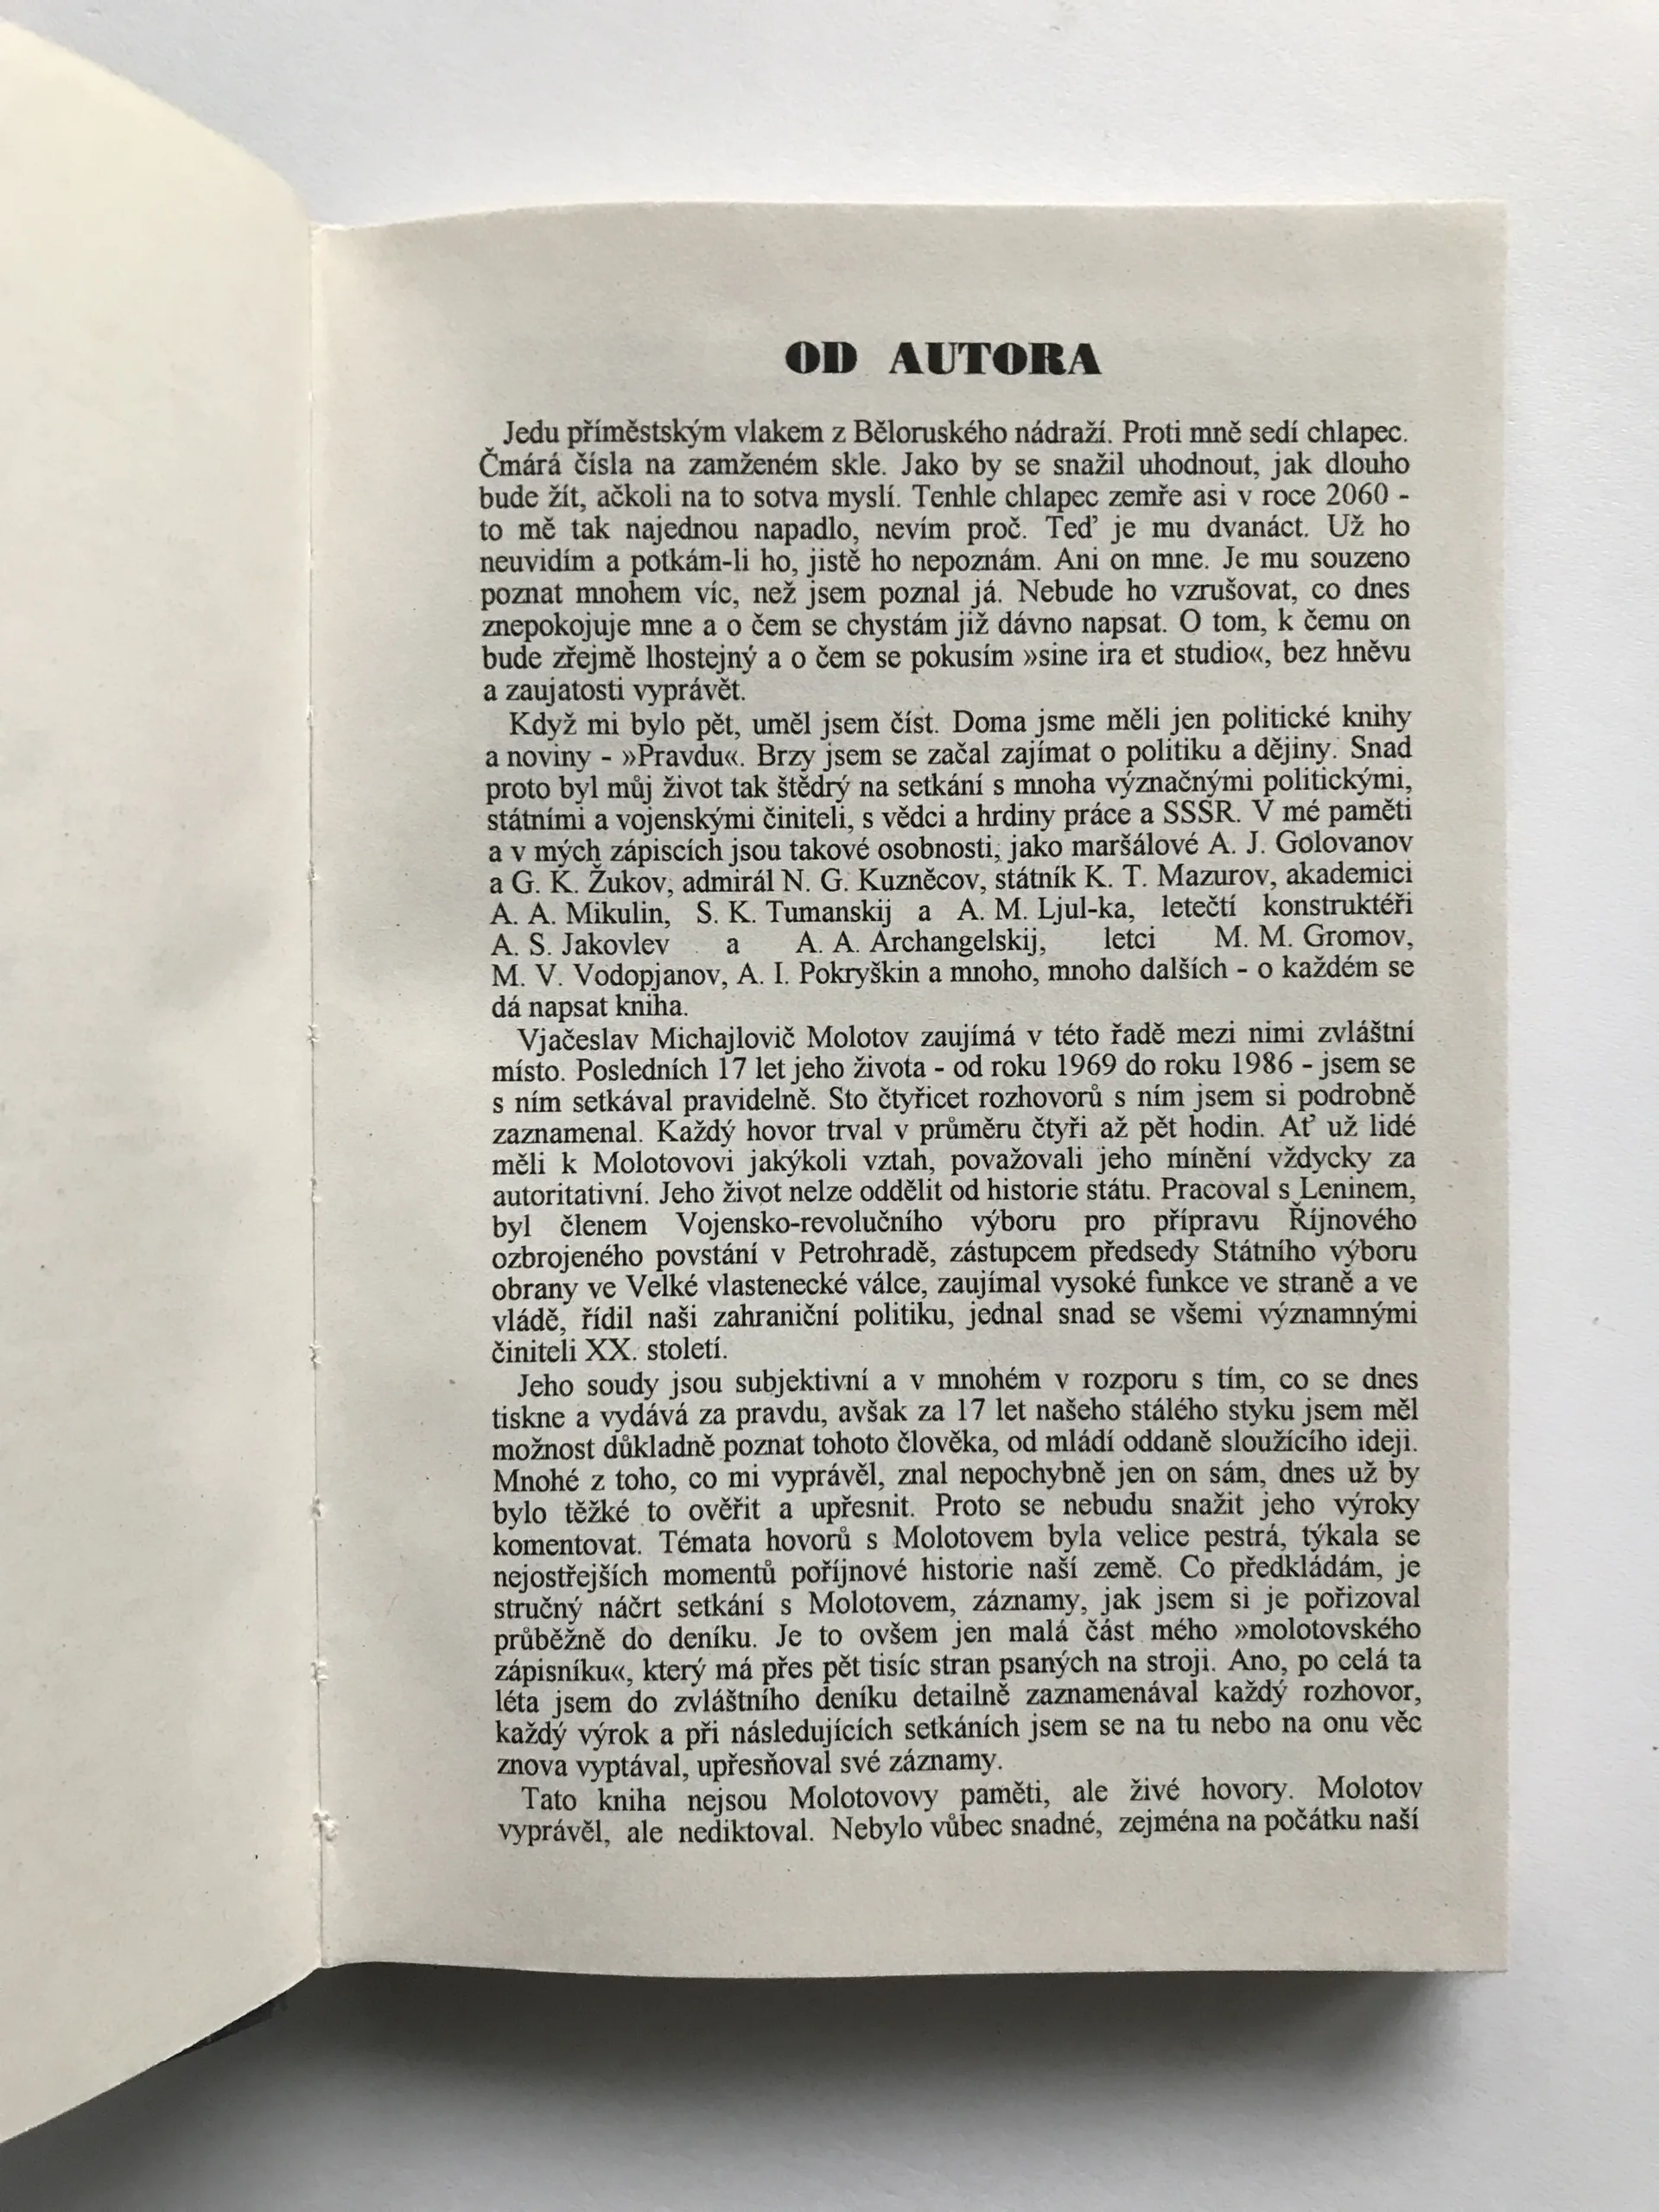 OD AUTORA
Jedu příměstským vlakem z Běloruského nádraží. Proti mně sedí chlapec.
Čmárá čísla na zamženém skle. Jako by se snažil uhodnout, jak dlouho
bude žít, ačkoli na to sotva myslí. Tenhle chlapec zemře asi v roce 2060 -
to mě tak najednou napadlo, nevím proč. Teď je mu dvanáct. Už ho
neuvidím a potkám-li ho, jistě ho nepoznám. Ani on mne. Je mu souzeno
poznat mnohem víc, než jsem poznal já. Nebude ho vzrušovat, co dnes
znepokojuje mne a o čem se chystám již dávno napsat. O tom, k čemu on
bude zřejmě lhostejný a o čem se pokusím »sine ira et studio«, bez hněvu
a zaujatosti vyprávět.
Když mi bylo pět, uměl jsem číst. Doma jsme měli jen politické knihy
a noviny - »Pravdu«. Brzy jsem se začal zajímat o politiku a dějiny. Snad
proto byl můj život tak štědrý na setkání s mnoha význačnými politickými,
státními a vojenskými činiteli, s vědci a hrdiny práce a SSSR. V mé paměti
a v mých zápiscích jsou takové osobnosti, jako maršálové A. J. Golovanov
a G. K. Žukov, admirál N. G. Kuzněcov, státník K. T. Mazurov, akademici
A. A. Mikulin, S. K. Tumanskij a A. M. Ljul-ka, letečtí konstruktéři
A. S. Jakovlev a A. A. Archangelskij, letci M. M. Gromov,
M. V. Vodopjanov, A. I. Pokryškin a mnoho, mnoho dalších - o každém se
dá napsat kniha.
Vjačeslav Michajlovič Molotov zaujímá v této řadě mezi nimi zvláštní
místo. Posledních 17 let jeho života - od roku 1969 do roku 1986 - jsem se
s ním setkával pravidelně. Sto čtyřicet rozhovorů s ním jsem si podrobně
zaznamenal. Každý hovor trval v průměru čtyři až pět hodin. Ať už lidé
měli k Molotovovi jakýkoli vztah, považovali jeho mínění vždycky za
autoritativní. Jeho život nelze oddělit od historie státu. Pracoval s Leninem,
byl členem Vojensko-revolučního výboru pro přípravu Říjnového
ozbrojeného povstání v Petrohradě, zástupcem předsedy Státního výboru
obrany ve Velké vlastenecké válce, zaujímal vysoké funkce ve straně a ve
vládě, řídil naši zahraniční politiku, jednal snad se všemi významnými
činiteli XX. století.
Jeho soudy jsou subjektivní a v mnohém v rozporu s tím, co se dnes
tiskne a vydává za pravdu, avšak za 17 let našeho stálého styku jsem měl
možnost důkladně poznat tohoto člověka, od mládí oddaně sloužícího ideji.
Mnohé z toho, co mi vyprávěl, znal nepochybně jen on sám, dnes už by
bylo těžké to ověřit a upřesnit. Proto se nebudu snažit jeho výroky
komentovat. Témata hovorů s Molotovem byla velice pestrá, týkala se
nejostřejších momentů poříjnové historie naší země. Co předkládám, je
stručný náčrt setkání s Molotovem, záznamy, jak jsem si je pořizoval
průběžně do deníku. Je to ovšem jen malá část mého »molotovského
zápisníku«, který má přes pět tisíc stran psaných na stroji. Ano, po celá ta
léta jsem do zvláštního deníku detailně zaznamenával každý rozhovor,
každý výrok a při následujících setkáních jsem se na tu nebo na onu věc
znova vyptával, upřesňoval své záznamy.
Tato kniha nejsou Molotovovy paměti, ale živé hovory. Molotov
vyprávěl, ale nediktoval. Nebylo vůbec snadné, zejména na počátku naší